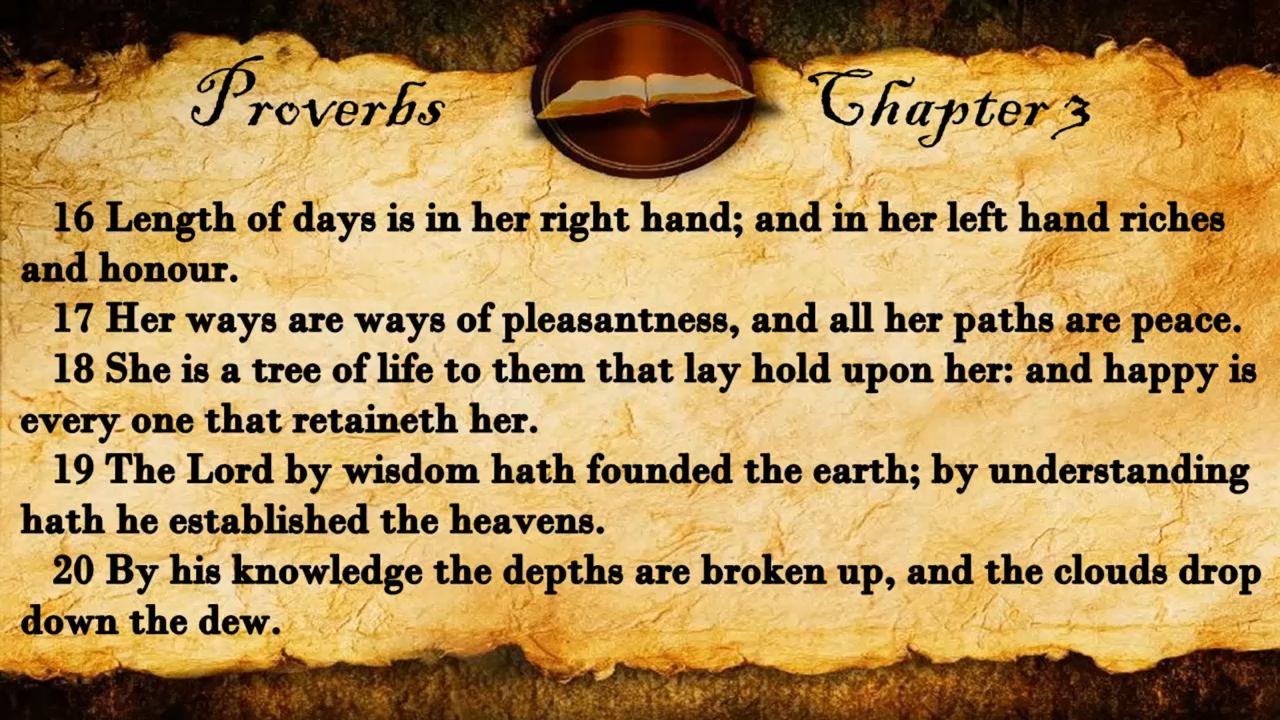 Proverbs Chapter 3
16 Length of days is in her right hand; and in her left hand riches
and honour.
17 Her ways are ways of pleasantness, and all her paths are peace.
18 She is a tree of life to them that lay hold upon her: and happy is
every one that retaineth her.
19 The Lord by wisdom hath founded the earth; by understanding
hath he established the heavens.
20 By his knowledge the depths are broken up, and the clouds drop
down the dew.